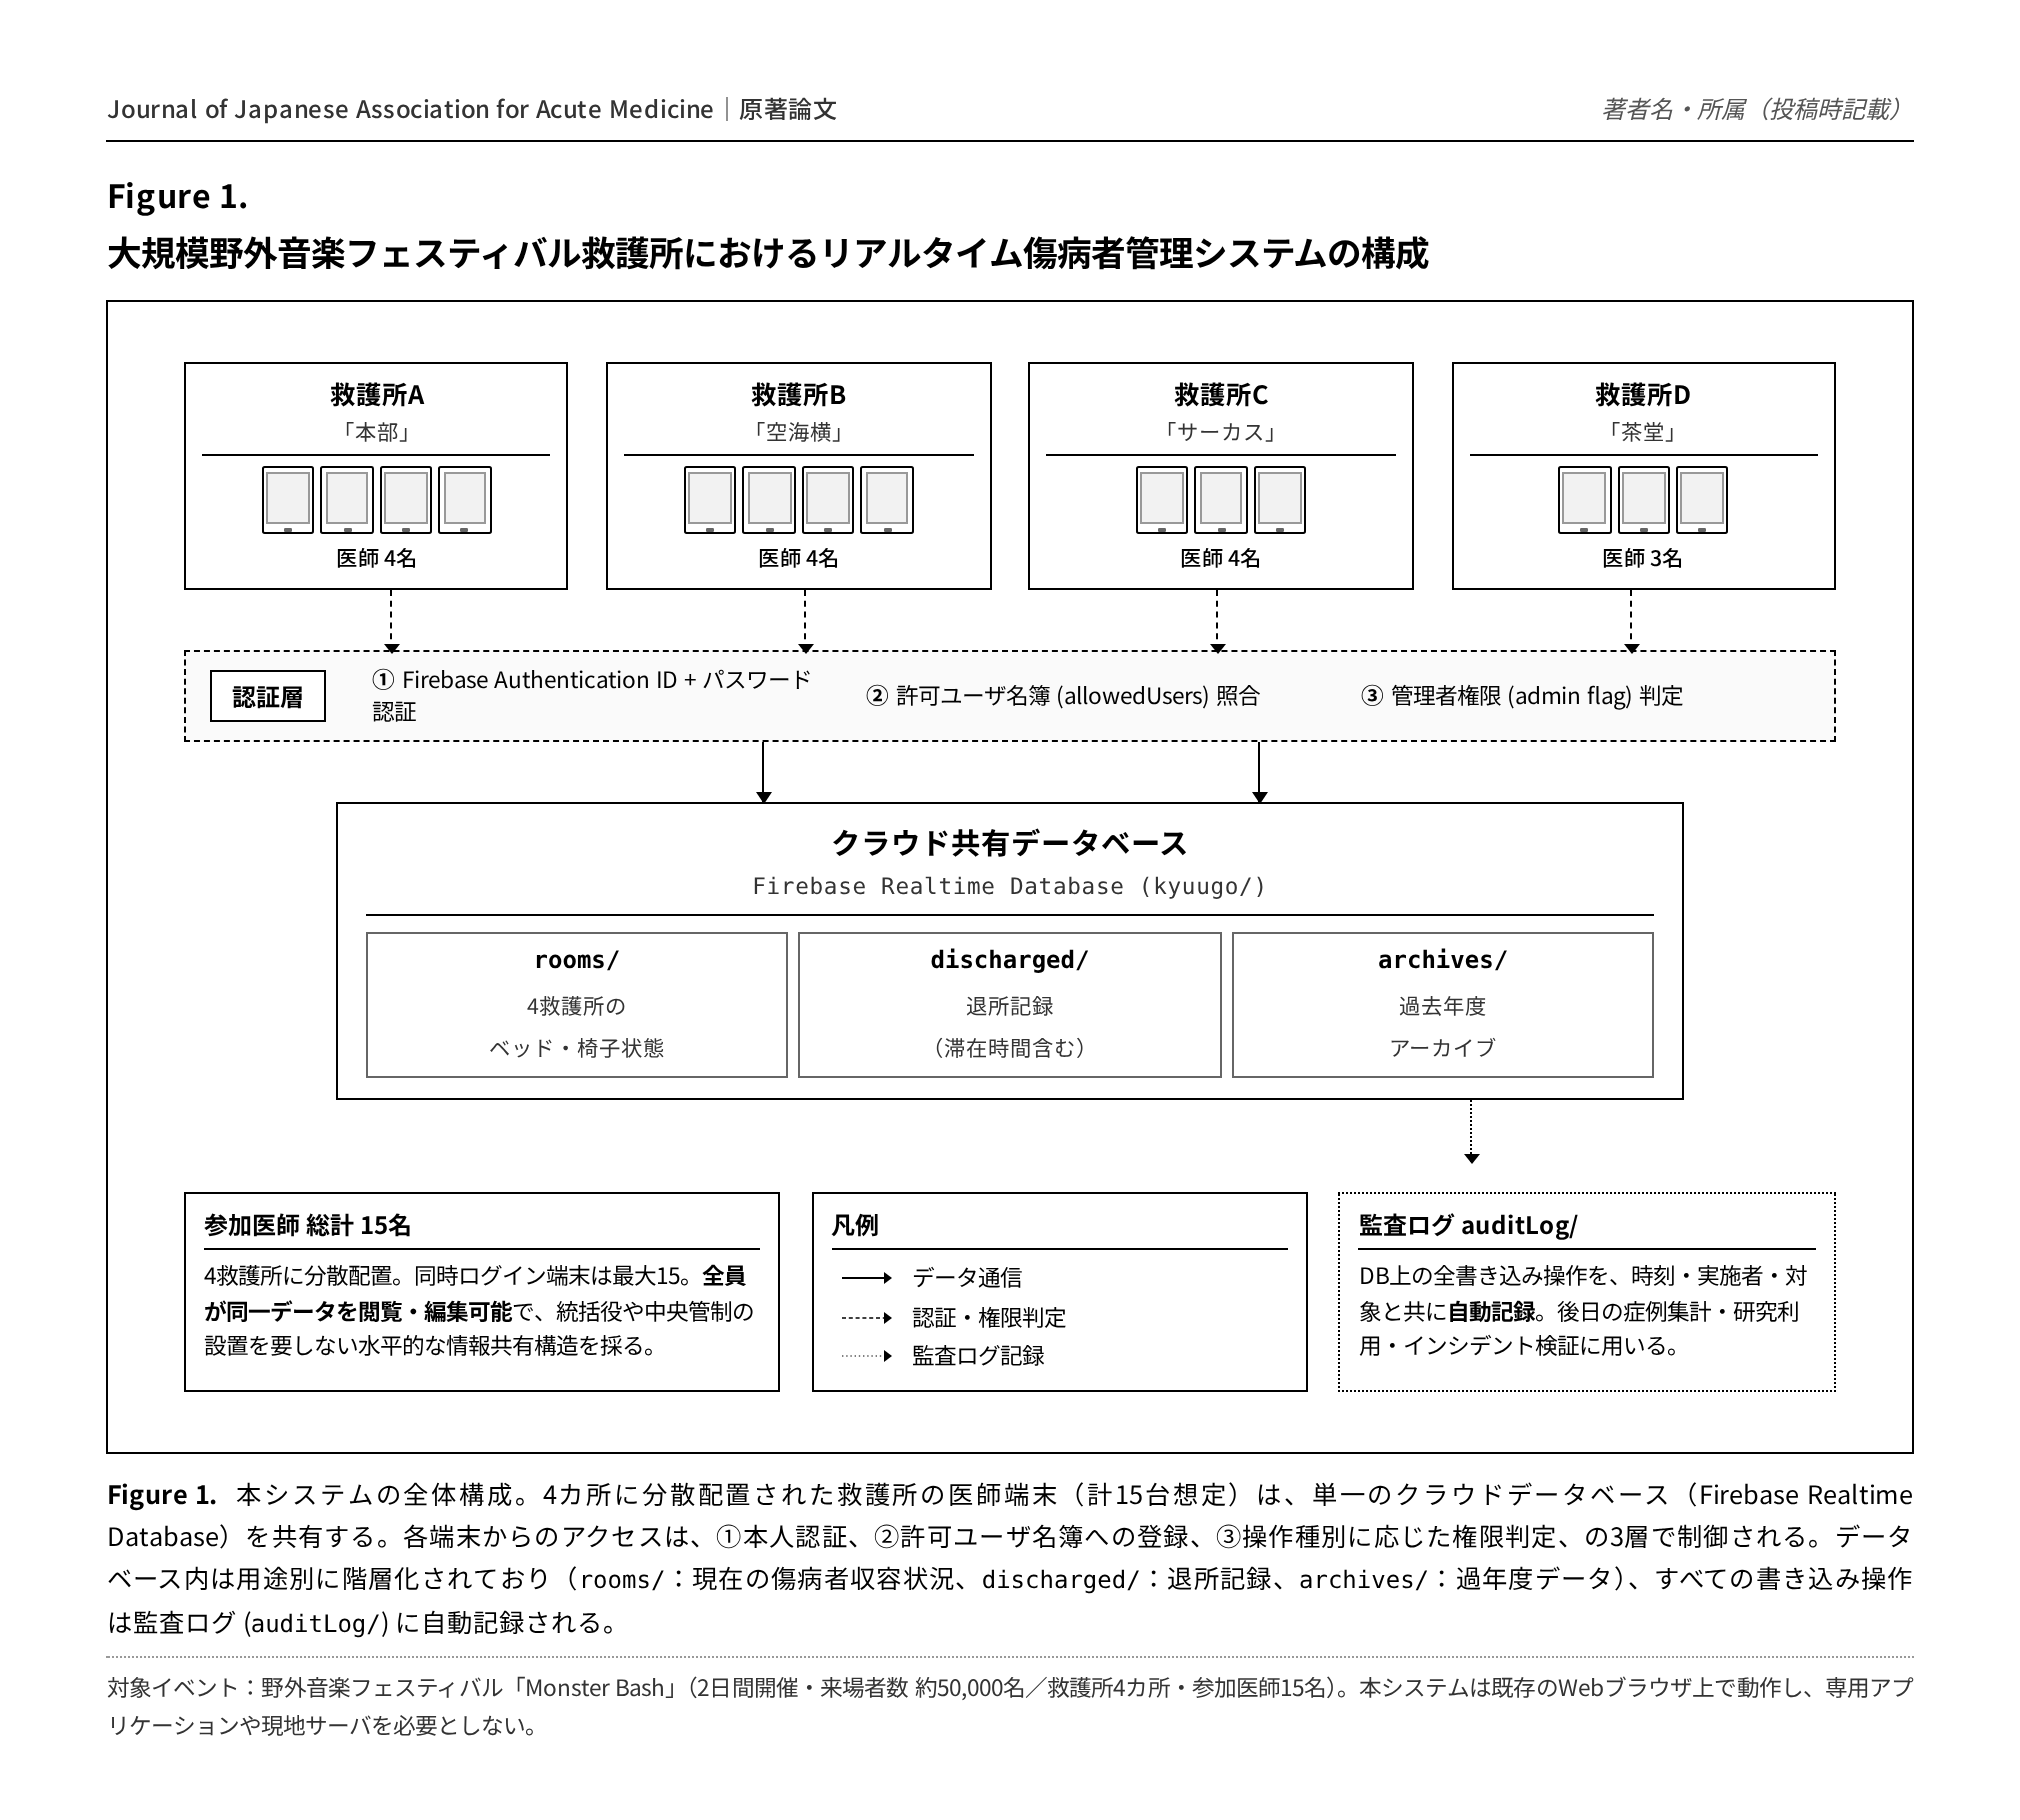 Journal of Japanese Association for Acute Medicine｜原著論文
著者名・所属（投稿時記載）
Figure 1.
大規模野外音楽フェスティバル救護所におけるリアルタイム傷病者管理システムの構成
救護所A
「本部」
医師 4名
救護所B
「空海横」
医師 4名
救護所C
「サーカス」
医師 4名
救護所D
「茶堂」
医師 3名
認証層
① Firebase Authentication ID + パスワード
認証
② 許可ユーザ名簿 (allowedUsers) 照合
③ 管理者権限 (admin flag) 判定
クラウド共有データベース
Firebase Realtime Database (kyuugo/)
rooms/
4救護所の
ベッド・椅子状態
discharged/
退所記録
（滞在時間含む）
archives/
過去年度
アーカイブ
参加医師 総計 15名
4救護所に分散配置。同時ログイン端末は最大15。全員
が同一データを閲覧・編集可能で、統括役や中央管制の
設置を要しない水平的な情報共有構造を採る。
凡例
データ通信
認証・権限判定
監査ログ記録
監査ログ auditLog/
DB上の全書き込み操作を、時刻・実施者・対
象と共に自動記録。後日の症例集計・研究利
用・インシデント検証に用いる。
Figure 1. 本システムの全体構成。4カ所に分散配置された救護所の医師端末（計15台想定）は、単一のクラウドデータベース（Firebase Realtime
Database）を共有する。各端末からのアクセスは、①本人認証、②許可ユーザ名簿への登録、③操作種別に応じた権限判定、の3層で制御される。データ
ベース内は用途別に階層化されており（rooms/：現在の傷病者収容状況、discharged/：退所記録、archives/：過年度データ）、すべての書き込み操作
は監査ログ (auditLog/) に自動記録される。
対象イベント：野外音楽フェスティバル「Monster Bash」（2日間開催・来場者数 約50,000名／救護所4カ所・参加医師15名）。本システムは既存のWebブラウザ上で動作し、専用アプ
リケーションや現地サーバを必要としない。